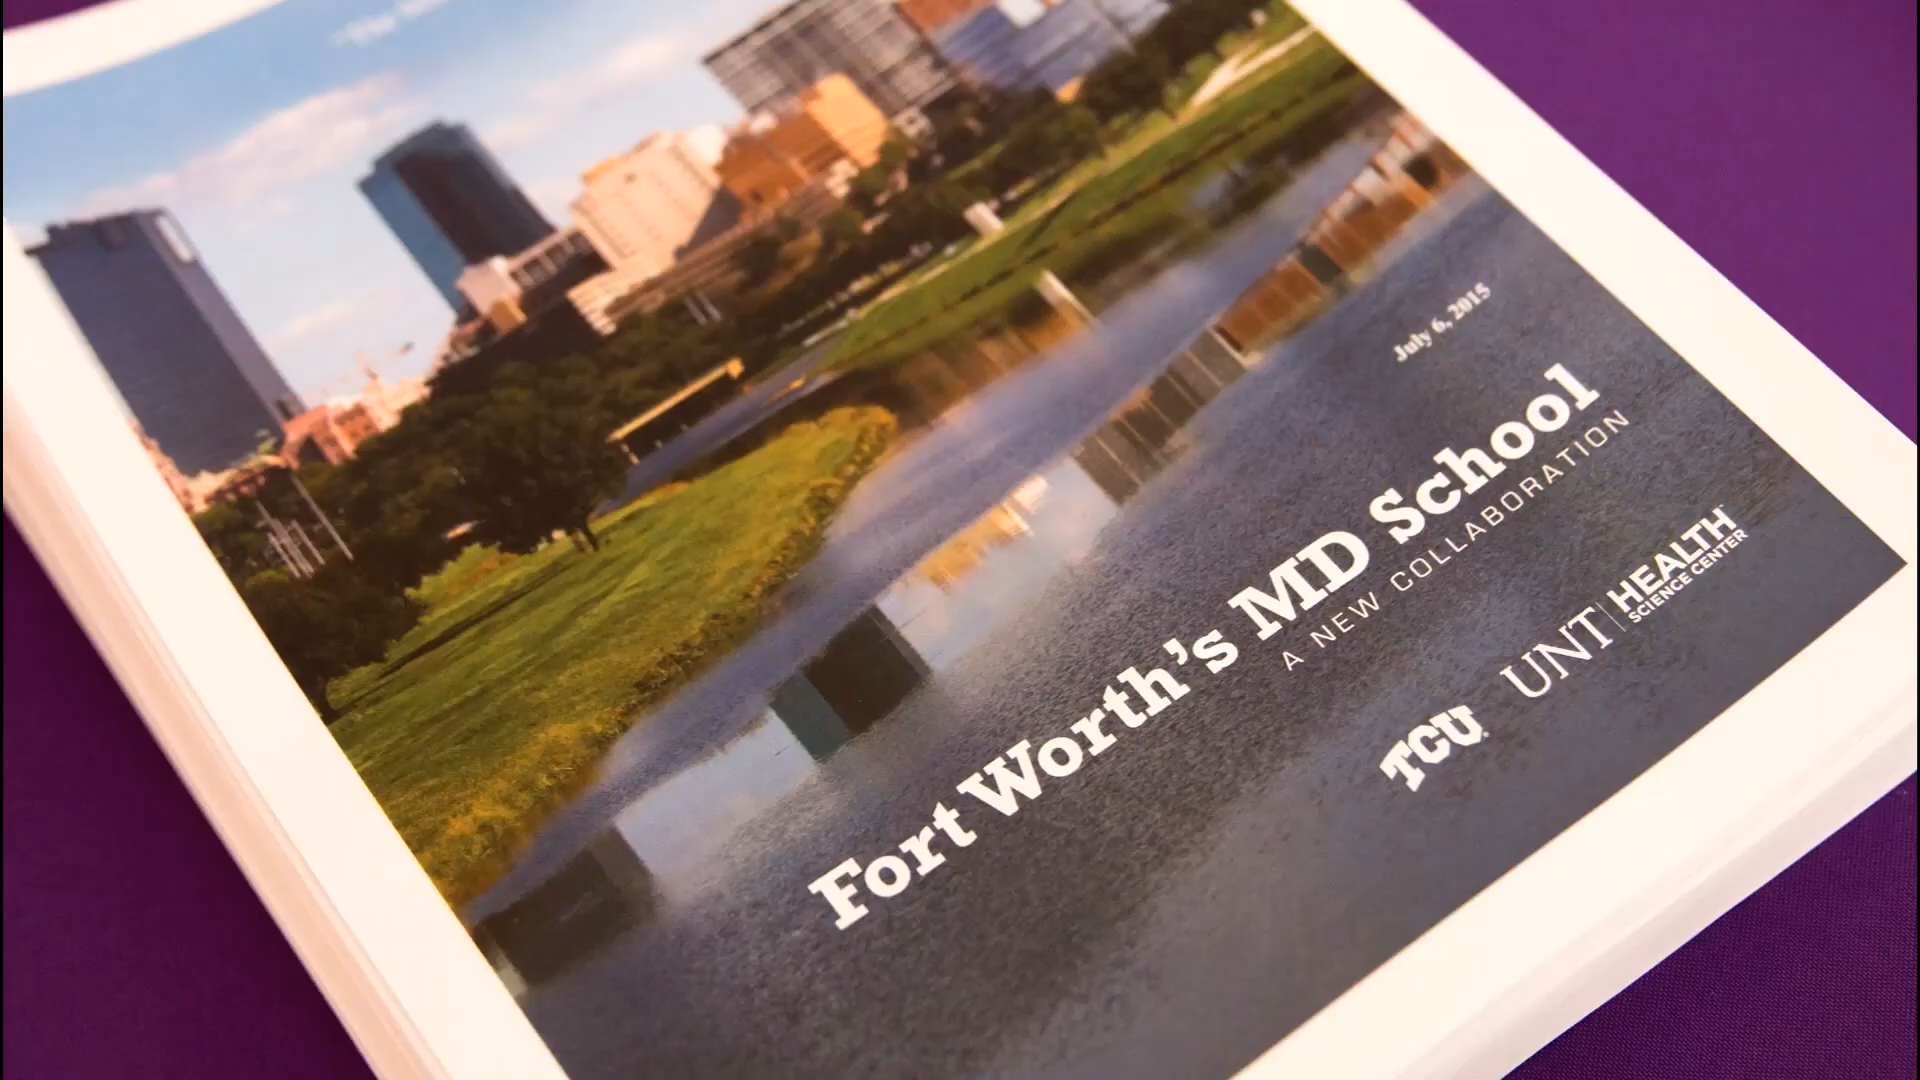 July 6, 2015
Fort Worth's MD School
A NEW COLLABORATION
TCU UNT HEALTH
SCIENCE CENTER